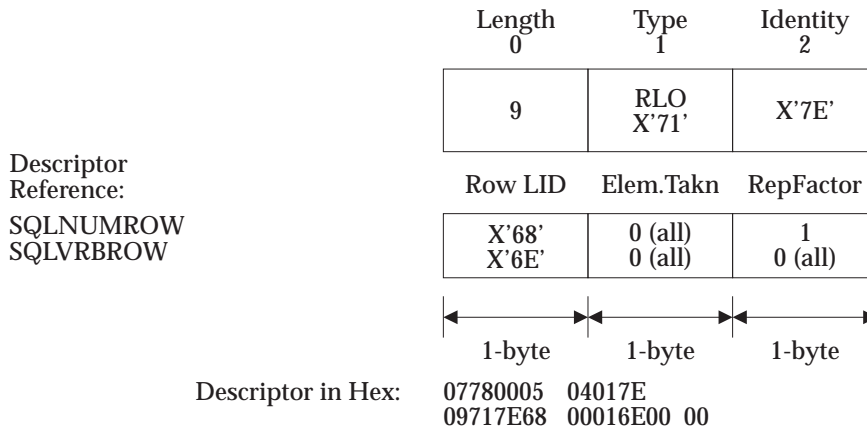 Length Type Identity
0 1 2
9 RLO X'7E'
X'71'
Descriptor
Reference: Row LID Elem.Takn RepFactor
SQLNUMROW X'68' 0 (all) 1
SQLVRBROW X'6E' 0 (all) 0 (all)
1-byte 1-byte 1-byte
Descriptor in Hex: 07780005 04017E
09717E68 00016E00 00